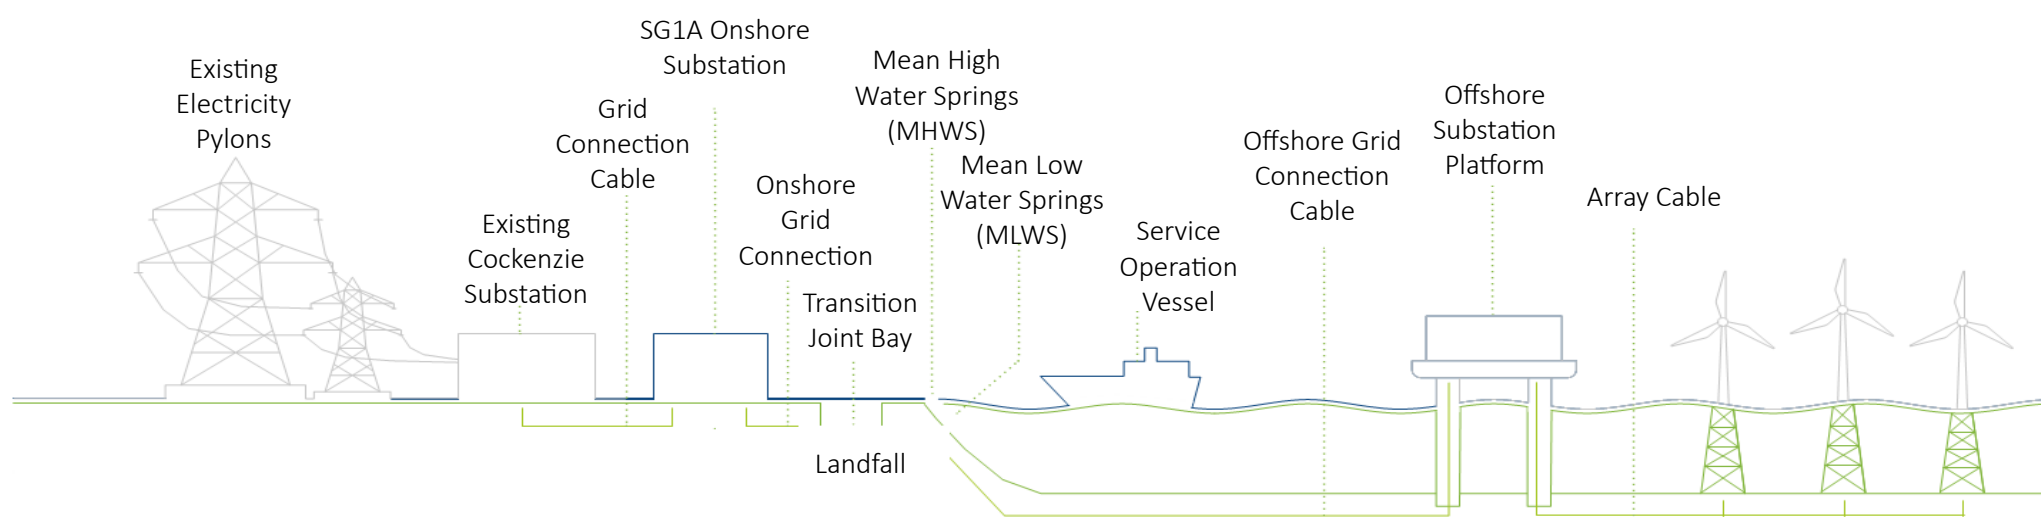 Existing
Electricity
Pylons
Existing
Cockenzie
Substation
Grid
Connection
Cable
SG1A Onshore
Substation
Onshore
Grid
Connection
Transition
Joint Bay
Landfall
Mean High
Water Springs
(MHWS)
Mean Low
Water Springs
(MLWS)
Service
Operation
Vessel
Offshore Grid
Connection
Cable
Offshore
Substation
Platform
Array Cable